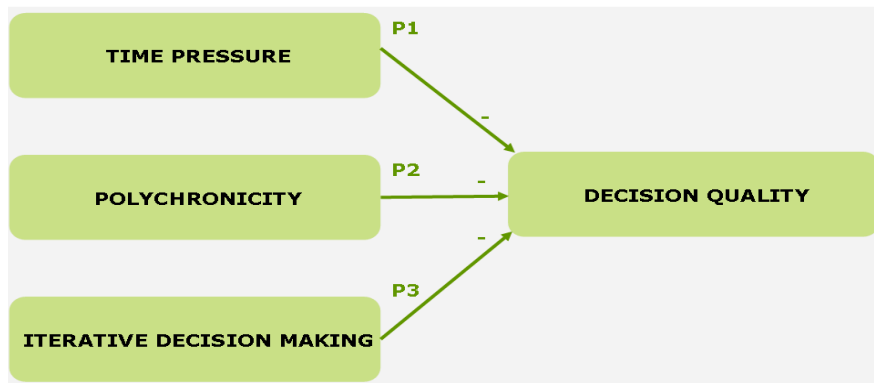 P1
TIME PRESSURE
-
P2
POLYCHRONICITY
-
DECISION QUALITY
-
P3
ITERATIVE DECISION MAKING